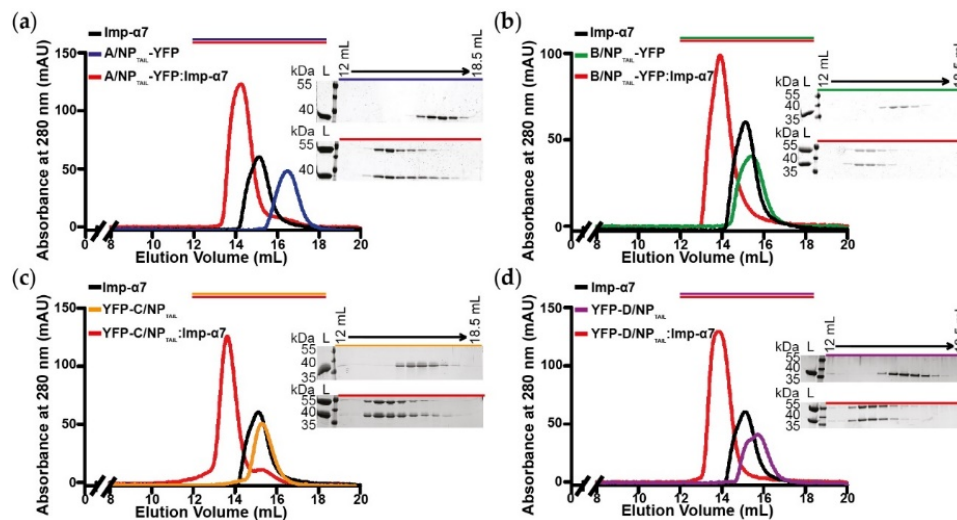 (a)
Imp-α7
A/NPTAIL-YFP
A/NPTAIL-YFP:Imp-α7
Absorbance at 280 nm (mAU)
150
100
50
0
0 8 10 12 14 16 18 20
Elution Volume (mL)
12 mL
18.5 mL
kDa L
55
40
kDa L
55
40
35
(b)
Imp-α7
B/NPTAIL-YFP
B/NPTAIL-YFP:Imp-α7
Absorbance at 280 nm (mAU)
100
50
0
0 8 10 12 14 16 18 20
Elution Volume (mL)
12 mL
kDa L
55
40
35
kDa L
55
40
35
(c)
Imp-α7
YFP-C/NPTAIL
YFP-C/NPTAIL:Imp-α7
Absorbance at 280 nm (mAU)
150
100
50
0
0 8 10 12 14 16 18 20
Elution Volume (mL)
12 mL
18.5 mL
kDa L
55
40
35
kDa L
55
40
35
(d)
Imp-α7
YFP-D/NPTAIL
YFP-D/NPTAIL:Imp-α7
Absorbance at 280 nm (mAU)
150
100
50
0
0 8 10 12 14 16 18 20
Elution Volume (mL)
12 mL
kDa L
55
40
35
kDa L
55
40
35